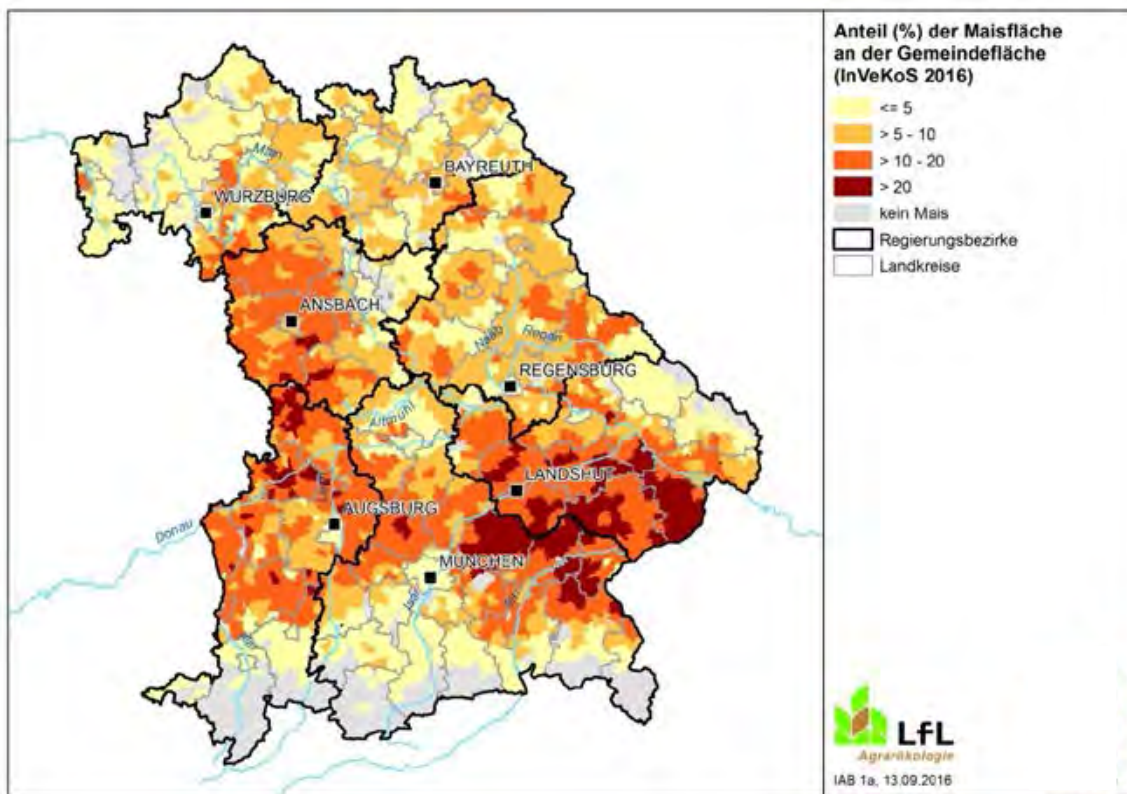 Anteil (%) der Maisfläche
an der Gemeindefläche
(InVeKoS 2016)
<= 5
> 5 - 10
> 10 - 20
> 20
kein Mais
Regierungsbezirke
Landkreise
Main
BAYREUTH
WÜRZBURG
ANSBACH
Naab
Regen
REGENSBURG
Altmühl
LANDSHUT
AUGSBURG
Donau
MÜNCHEN
Isar
Inn
Iller
LfL
Agrarökologie
IAB 1a, 13.09.2016